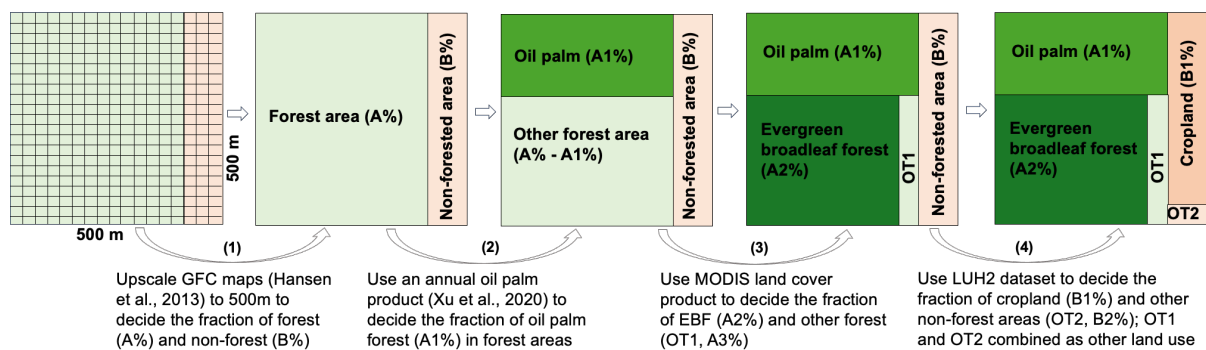 500 m
500 m
Forest area (A%)
Non-forested area (B%)
Oil palm (A1%)
Other forest area
(A% - A1%)
Non-forested area (B%)
Oil palm (A1%)
Evergreen
broadleaf forest
(A2%)
OT1
Non-forested area (B%)
Oil palm (A1%)
Evergreen
broadleaf forest
(A2%)
OT1
Cropland (B1%)
OT2
(1)
Upscale GFC maps (Hansen
et al., 2013) to 500m to
decide the fraction of forest
(A%) and non-forest (B%)
(2)
Use an annual oil palm
product (Xu et al., 2020) to
decide the fraction of oil palm
forest (A1%) in forest areas
(3)
Use MODIS land cover
product to decide the fraction
of EBF (A2%) and other forest
(OT1, A3%)
(4)
Use LUH2 dataset to decide the
fraction of cropland (B1%) and other
non-forest areas (OT2, B2%); OT1
and OT2 combined as other land use